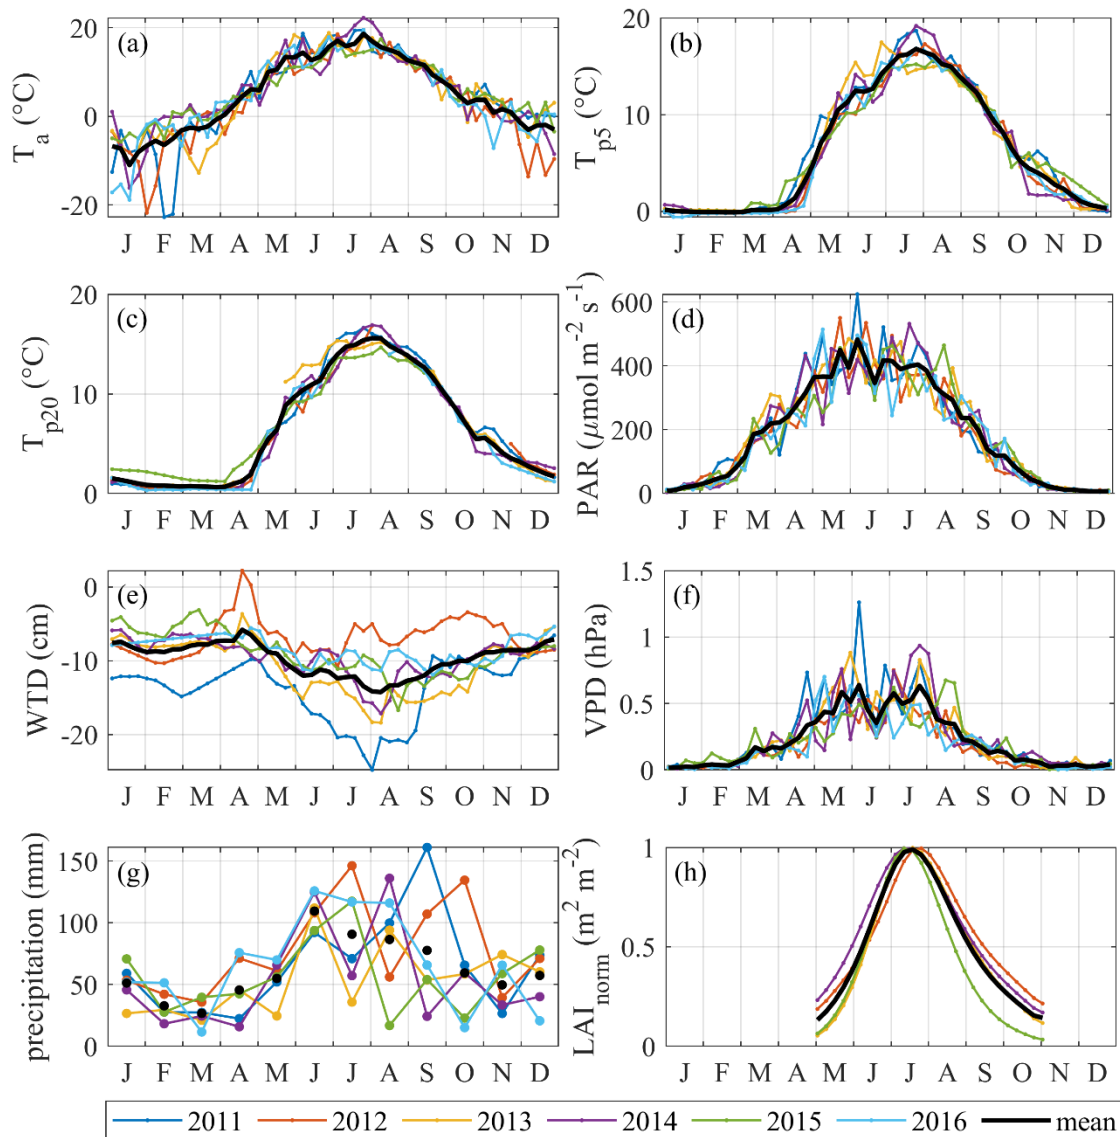 20
(a)
0
-20
T_a (°C)
J F M A M J J A S O N D
20
(b)
10
0
T_p5 (°C)
J F M A M J J A S O N D
20
(c)
10
0
T_p20 (°C)
J F M A M J J A S O N D
600
(d)
400
200
0
PAR (μmol m^-2 s^-1)
J F M A M J J A S O N D
0
(e)
-10
-20
WTD (cm)
J F M A M J J A S O N D
1.5
(f)
1
0.5
0
VPD (hPa)
J F M A M J J A S O N D
150
(g)
100
50
0
precipitation (mm)
J F M A M J J A S O N D
1
(h)
0.5
0
LAI_norm (m^2 m^-2)
J F M A M J J A S O N D
2011 2012 2013 2014 2015 2016 mean